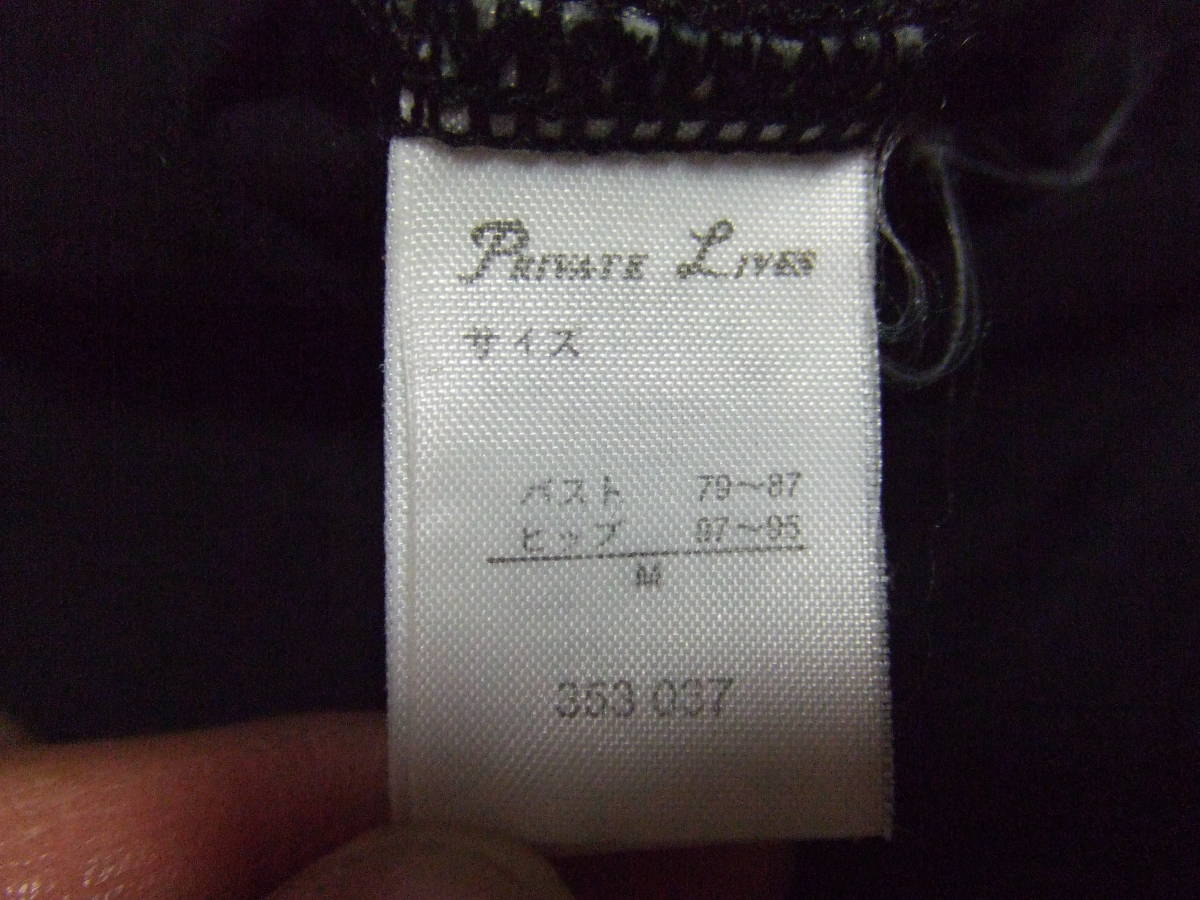 Private Lives
サイズ
バスト 79～87
ヒップ 87～95
M
353 037